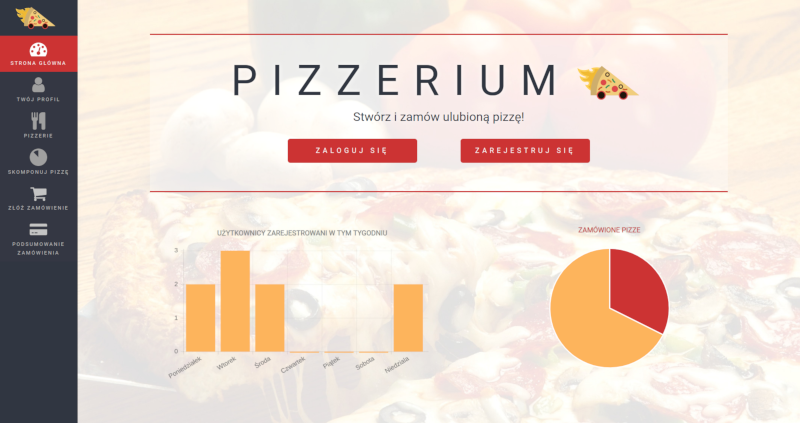 STRONA GŁÓWNA
TWÓJ PROFIL
PIZZERIE
SKOMPONUJ PIZZĘ
ZŁÓŻ ZAMÓWIENIE
PODSUMOWANIE
ZAMÓWIENIA
PIZZERIUM
Stwórz i zamów ulubioną pizzę!
ZALOGUJ SIĘ
ZAREJESTRUJ SIĘ
UŻYTKOWNICY ZAREJESTROWANI W TYM TYGODNIU
3
2
1
0
Poniedziałek Wtorek Środa Czwartek Piątek Sobota Niedziela
ZAMÓWIONE PIZZE